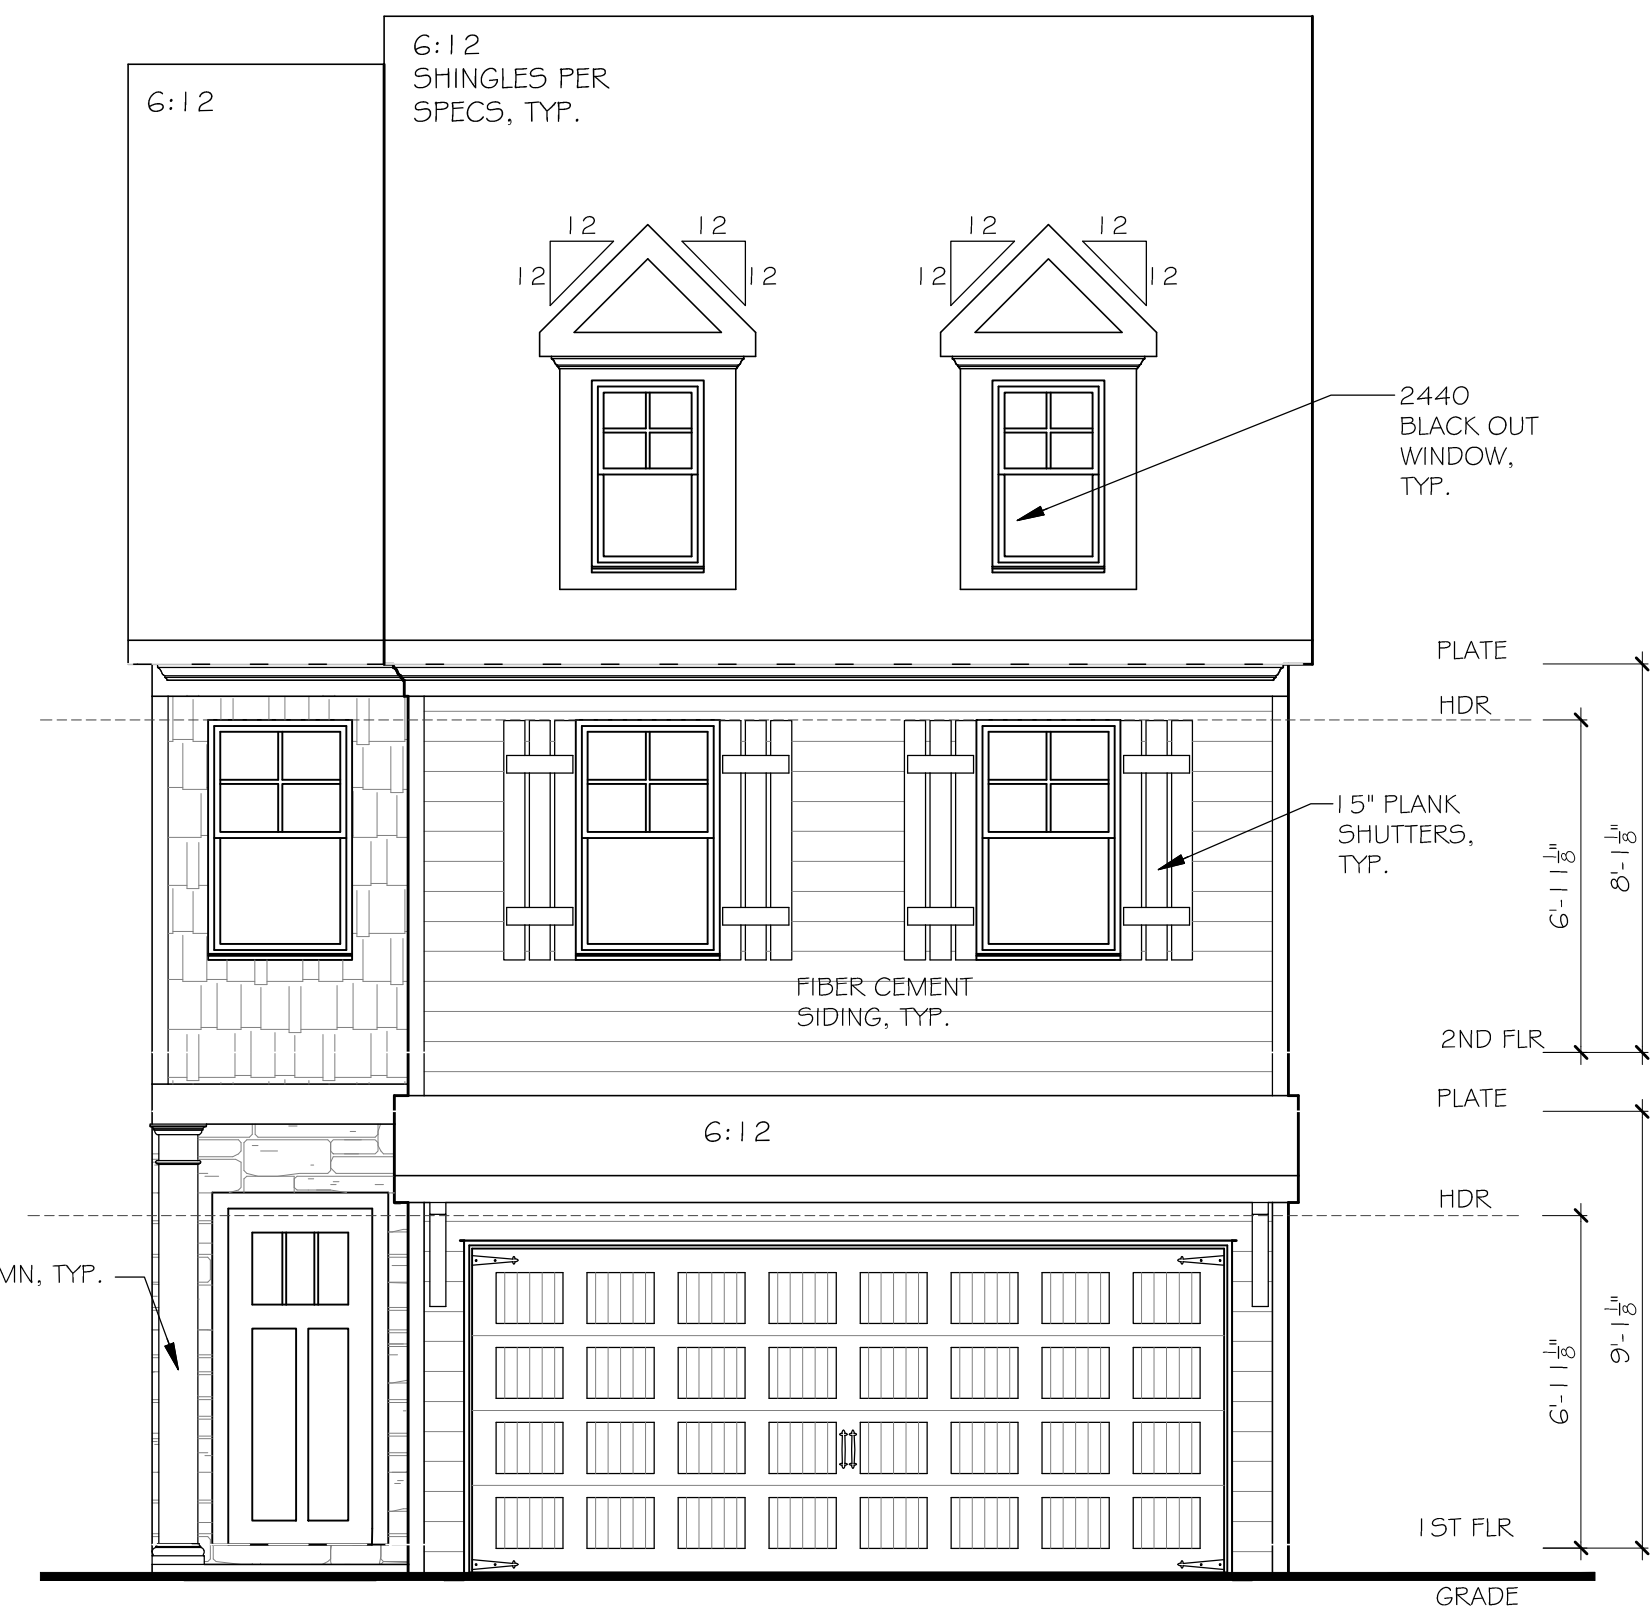 6:12
SHINGLES PER
SPECS, TYP.
6:12
12
12
12
12
12
12
12
12
2440
BLACK OUT
WINDOW,
TYP.
PLATE
HDR
15" PLANK
SHUTTERS,
TYP.
6'-11 1/8"
8'-1 1/8"
FIBER CEMENT
SIDING, TYP.
2ND FLR
PLATE
6:12
HDR
MN, TYP.
6'-11 1/8"
9'-1 1/8"
1ST FLR
GRADE